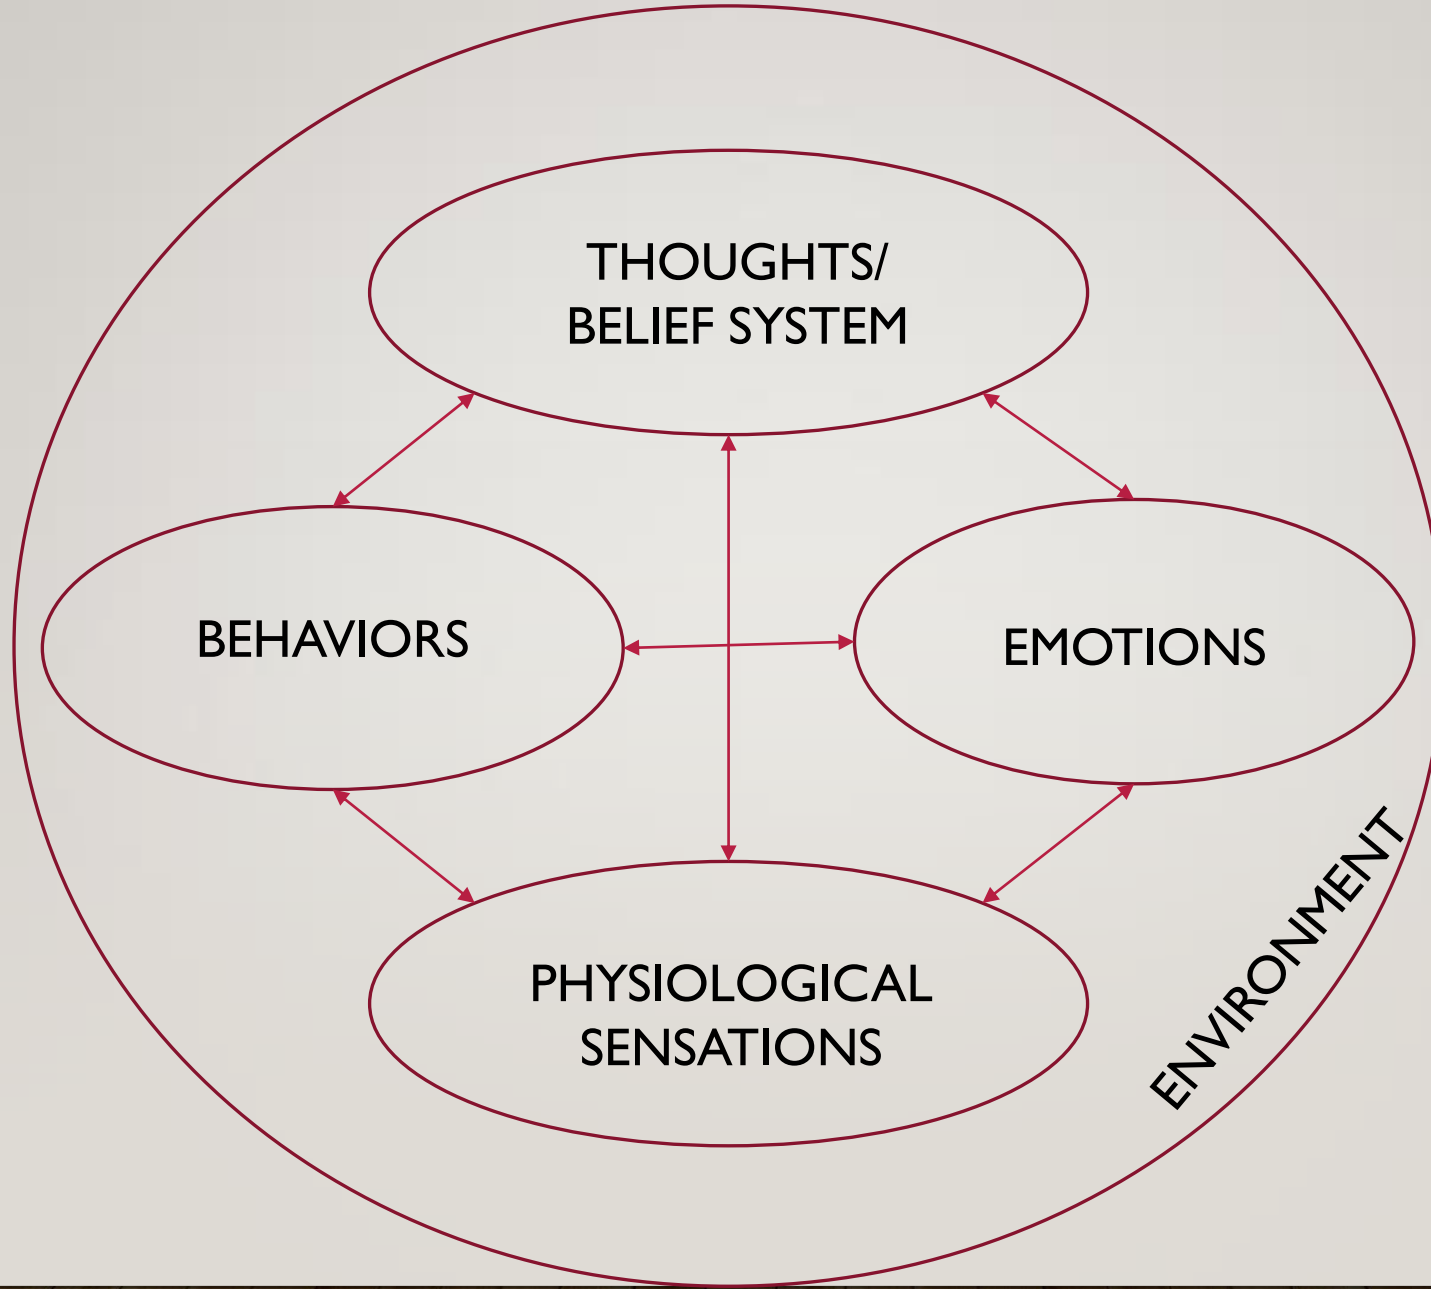 THOUGHTS/
BELIEF SYSTEM
BEHAVIORS
EMOTIONS
PHYSIOLOGICAL
SENSATIONS
ENVIRONMENT